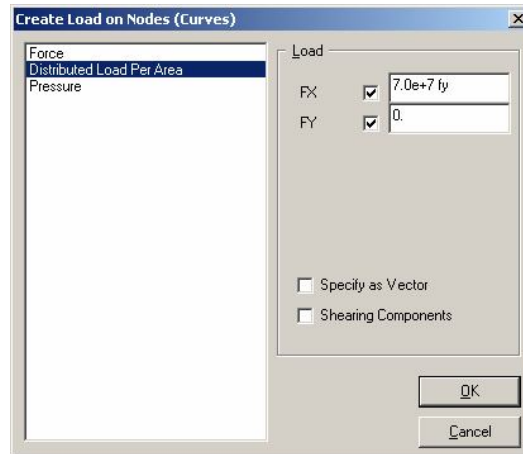 Create Load on Nodes (Curves)
Force
Distributed Load Per Area
Pressure
Load
FX 7.0e+7 fy
FY 0.
Specify as Vector
Shearing Components
OK
Cancel